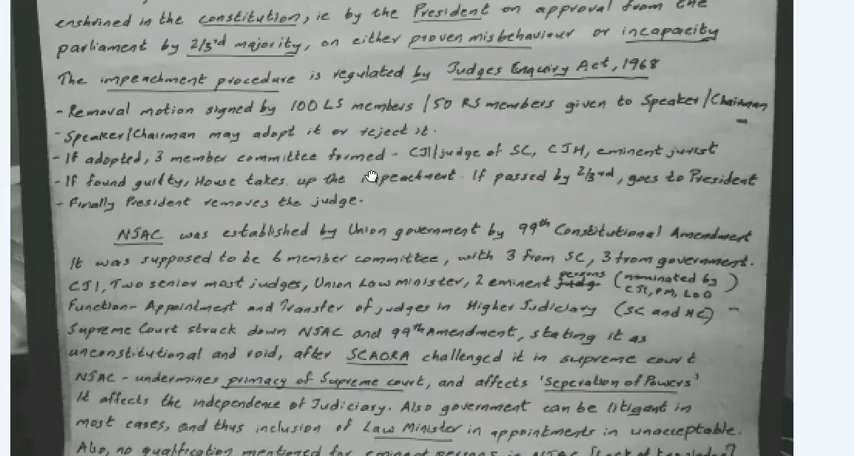 enshrined in the constitution, ie by the President on approval from the
parliament by 2/3rd majority, on either proven misbehaviour or incapacity
The impeachment procedure is regulated by Judges Enquiry Act, 1968
- Removal motion signed by 100 LS members / 50 RS members given to Speaker/Chairman
- Speaker/Chairman may adopt it or reject it.
- If adopted, 3 member committee formed - CJI/judge of SC, CJH, eminent jurist
- If found guilty, House takes up the impeachment. If passed by 2/3rd, goes to President
- Finally President removes the judge.
NJAC was established by Union government by 99th Constitutional Amendment
It was supposed to be 6 member committee, with 3 from SC, 3 from government.
CJI, Two senior most judges, Union Law minister, 2 eminent persons (nominated by CJI, PM, LoO)
Function - Appointment and Transfer of judges in Higher Judiciary (SC and HC) -
Supreme Court struck down NJAC and 99th Amendment, stating it as
unconstitutional and void, after SCAORA challenged it in supreme court
NJAC - undermines primacy of Supreme court, and affects 'Seperation of Powers'
It affects the independence of Judiciary. Also government can be litigant in
most cases, and thus inclusion of Law Minister in appointments in unacceptable.
Also, no qualification mentioned for eminent persons in NJAC